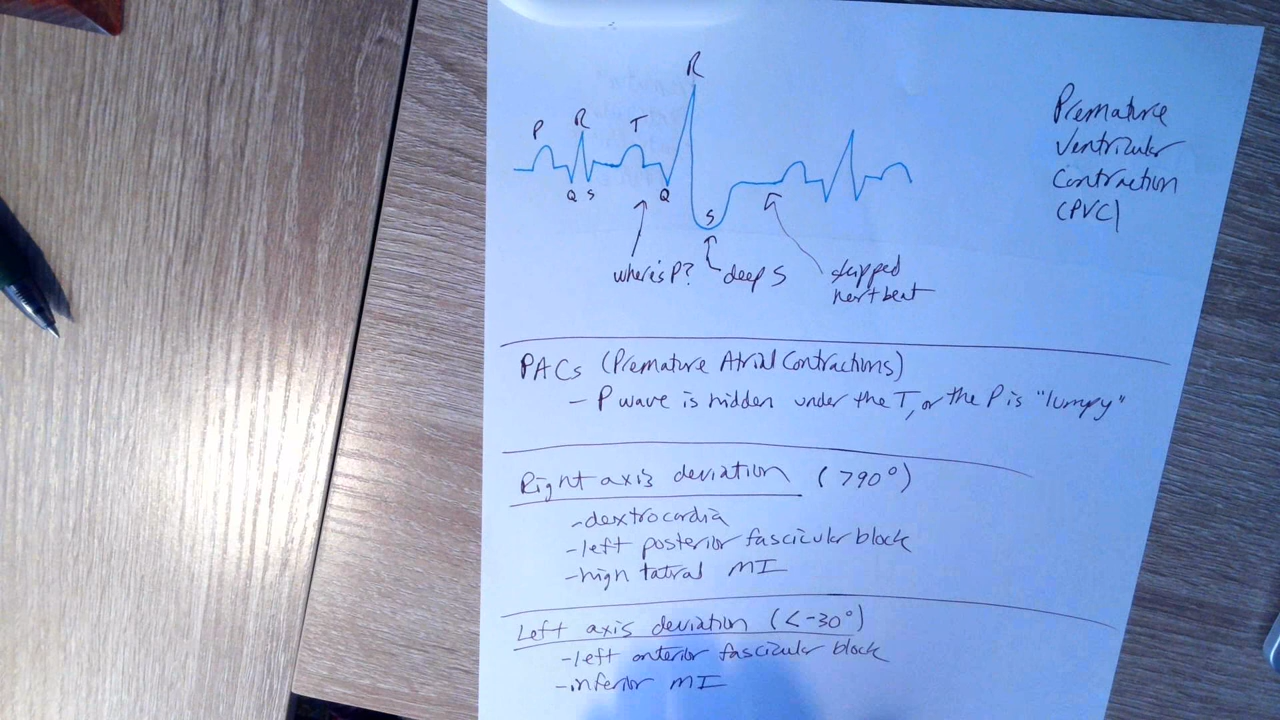 R
P R T
Q S Q S
where's P? deep S skipped
heartbeat
Premature
Ventricular
Contraction
(PVC)
PACs (Premature Atrial Contractions)
- P wave is hidden under the T, or the P is "lumpy"
Right axis deviation (>90°)
- dextrocardia
- left posterior fascicular block
- high lateral MI
Left axis deviation (<-30°)
- left anterior fascicular block
- inferior MI